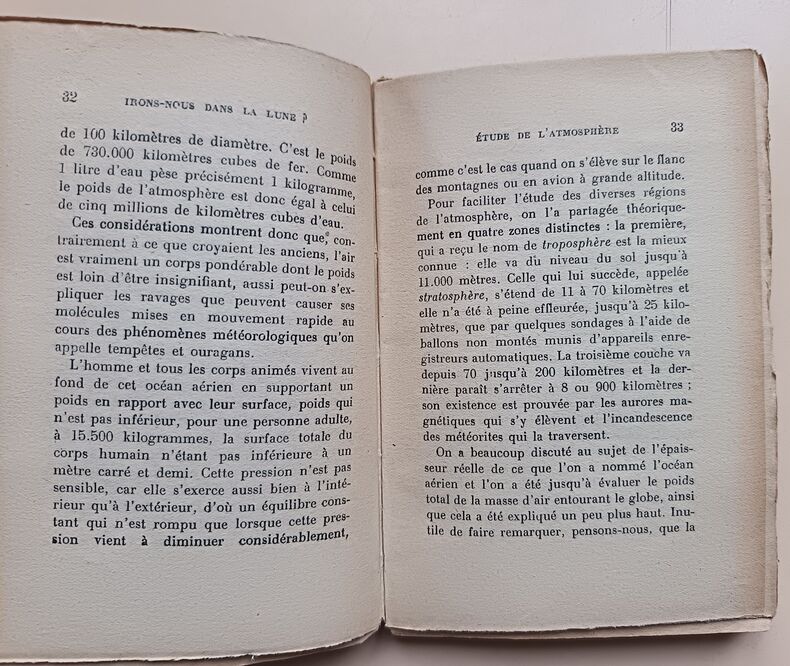 32 IRONS-NOUS DANS LA LUNE ?
de 100 kilomètres de diamètre. C'est le poids
de 730.000 kilomètres cubes de fer. Comme
1 litre d'eau pèse précisément 1 kilogramme,
le poids de l'atmosphère est donc égal à celui
de cinq millions de kilomètres cubes d'eau.
Ces considérations montrent donc que, con-
trairement à ce que croyaient les anciens, l'air
est vraiment un corps pondérable dont le poids
est loin d'être insignifiant, aussi peut-on s'ex-
pliquer les ravages que peuvent causer ses
molécules mises en mouvement rapide au
cours des phénomènes météorologiques qu'on
appelle tempêtes et ouragans.
L'homme et tous les corps animés vivent au
fond de cet océan aérien en supportant un
poids en rapport avec leur surface, poids qui
n'est pas inférieur, pour une personne adulte,
à 15.500 kilogrammes, la surface totale du
corps humain n'étant pas inférieure à un
mètre carré et demi. Cette pression n'est pas
sensible, car elle s'exerce aussi bien à l'inté-
rieur qu'à l'extérieur, d'où un équilibre cons-
tant qui n'est rompu que lorsque cette pres-
sion vient à diminuer considérablement,
ÉTUDE DE L'ATMOSPHÈRE 33
comme c'est le cas quand on s'élève sur le flanc
des montagnes ou en avion à grande altitude.
Pour faciliter l'étude des diverses régions
de l'atmosphère, on l'a partagée théorique-
ment en quatre zones distinctes : la première,
qui a reçu le nom de troposphère est la mieux
connue : elle va du niveau du sol jusqu'à
11.000 mètres. Celle qui lui succède, appelée
stratosphère, s'étend de 11 à 70 kilomètres et
elle n'a été à peine effleurée, jusqu'à 25 kilo-
mètres, que par quelques sondages à l'aide de
ballons non montés munis d'appareils enre-
gistreurs automatiques. La troisième couche va
depuis 70 jusqu'à 200 kilomètres et la der-
nière paraît s'arrêter à 8 ou 900 kilomètres ;
son existence est prouvée par les aurores ma-
gnétiques qui s'y élèvent et l'incandescence
des météorites qui la traversent.
On a beaucoup discuté au sujet de l'épais-
seur réelle de ce que l'on a nommé l'océan
aérien et l'on a été jusqu'à évaluer le poids
total de la masse d'air entourant le globe, ainsi
que cela a été expliqué un peu plus haut. Inu-
tile de faire remarquer, pensons-nous, que la